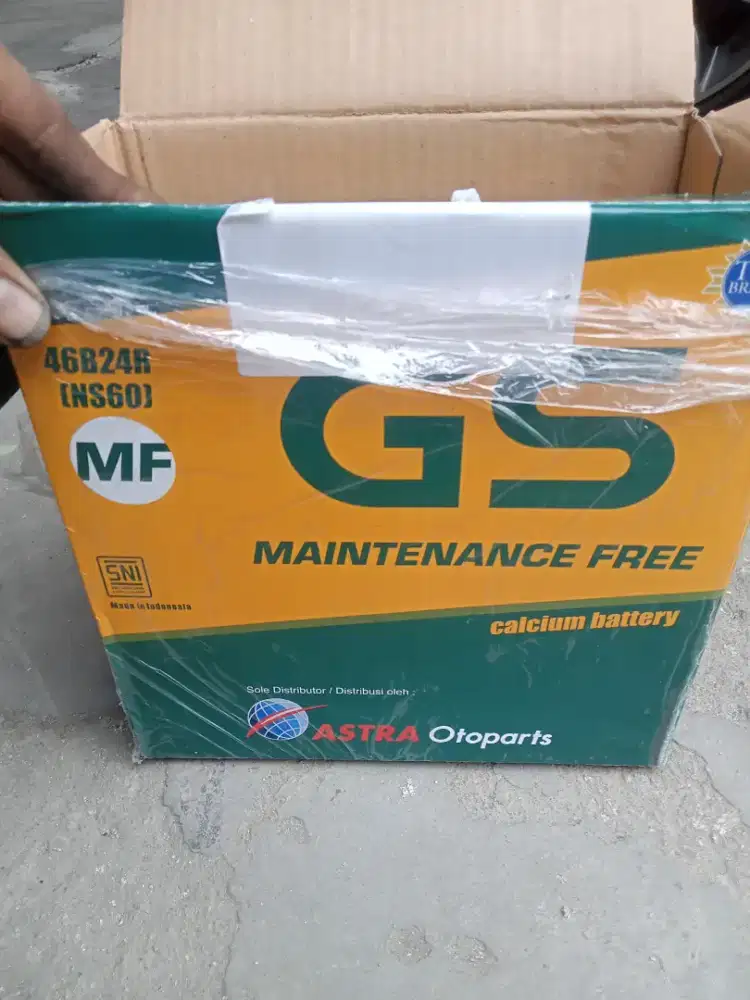 46B24R
(NS60)
MF
GS
MAINTENANCE FREE
SNI
Made in Indonesia
calcium battery
Sole Distributor / Distribusi oleh :
ASTRA Otoparts